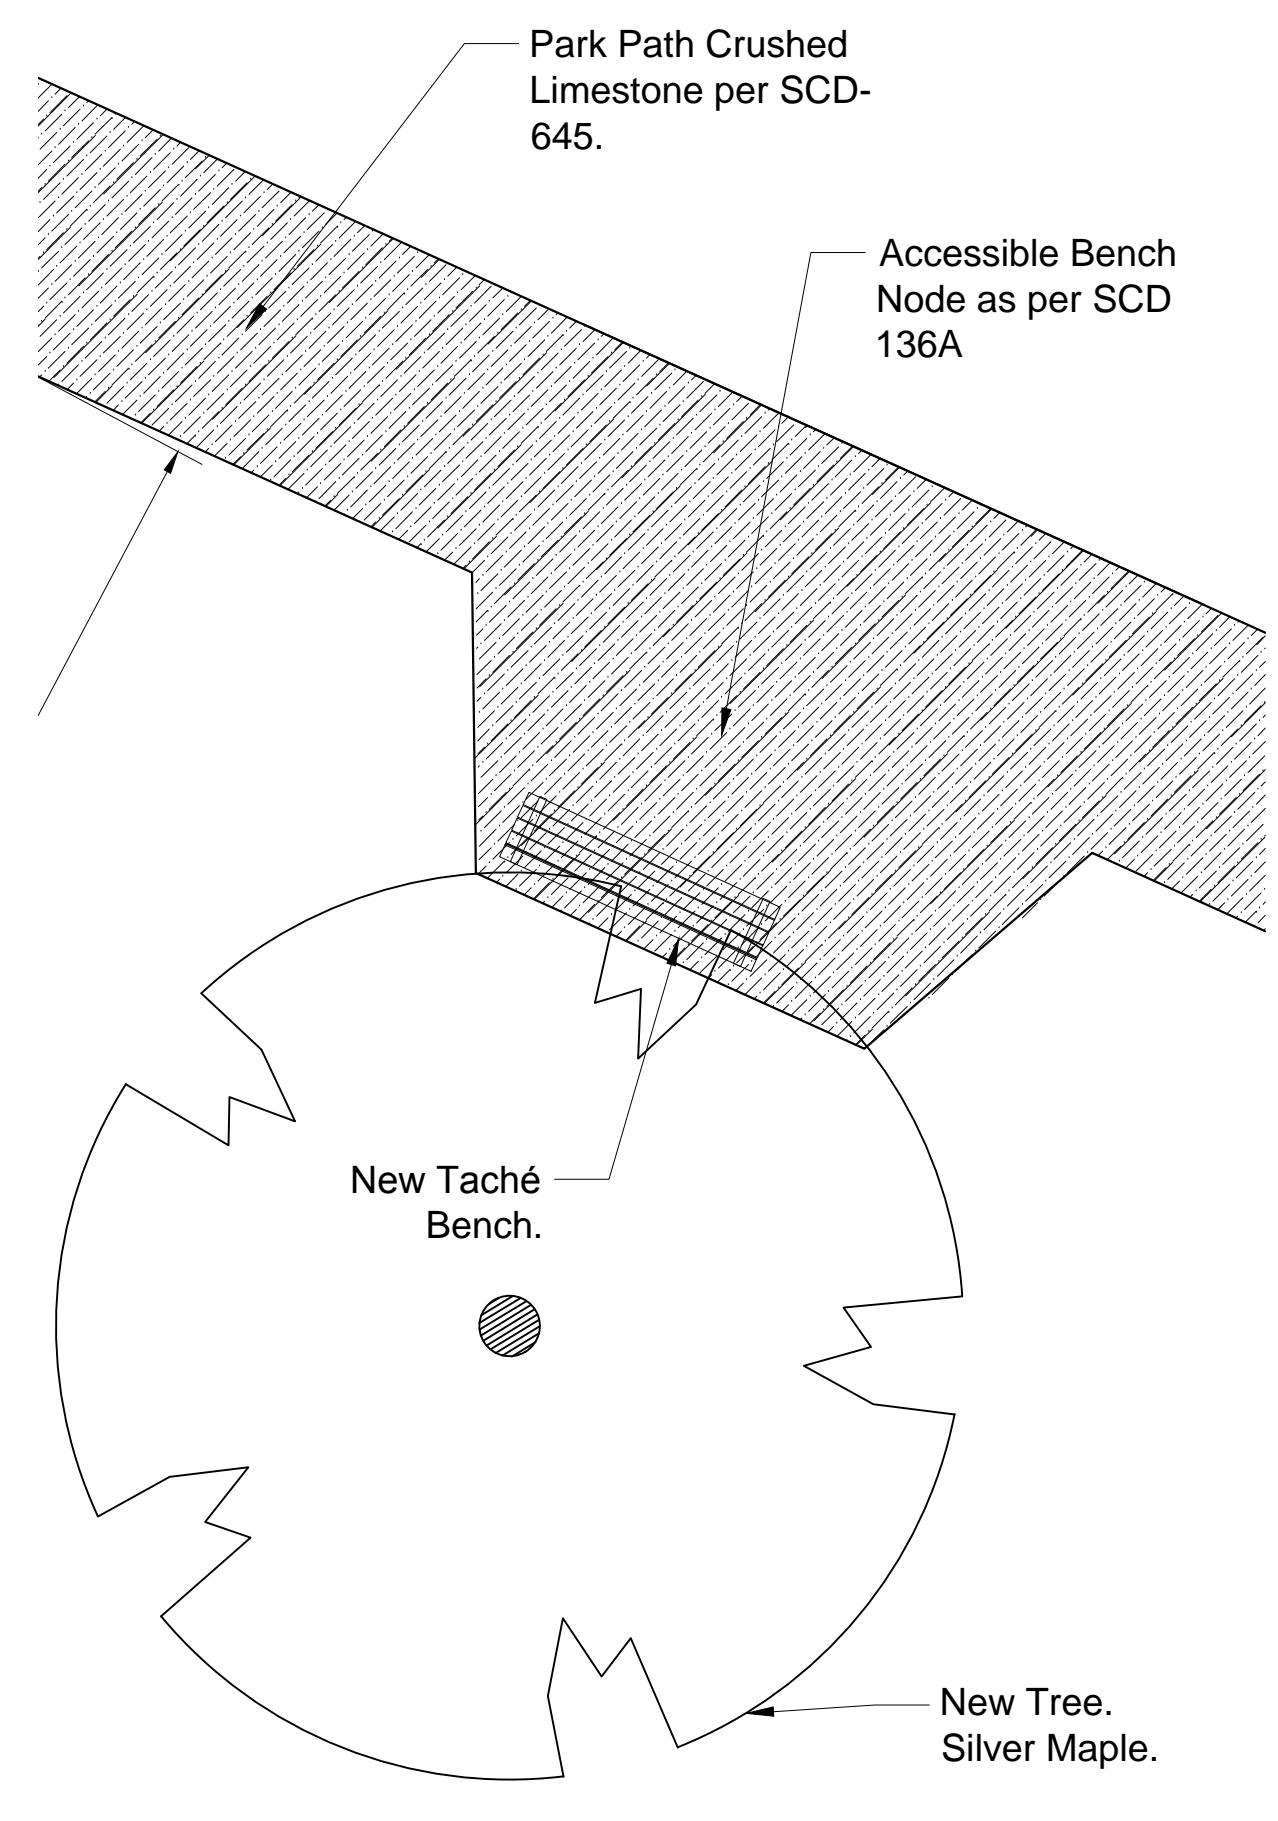 Park Path Crushed
Limestone per SCD-
645.
Accessible Bench
Node as per SCD
136A
New Taché
Bench.
New Tree.
Silver Maple.